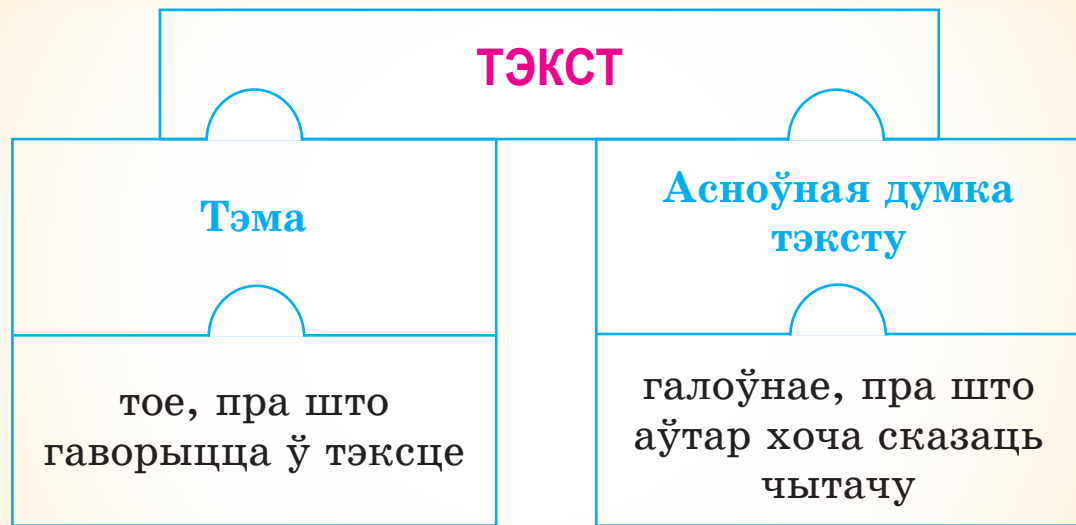 ТЭКСТ
Тэма
тое, пра што
гаворыцца ў тэксце
Асноўная думка
тэксту
галоўнае, пра што
аўтар хоча сказаць
чытачу